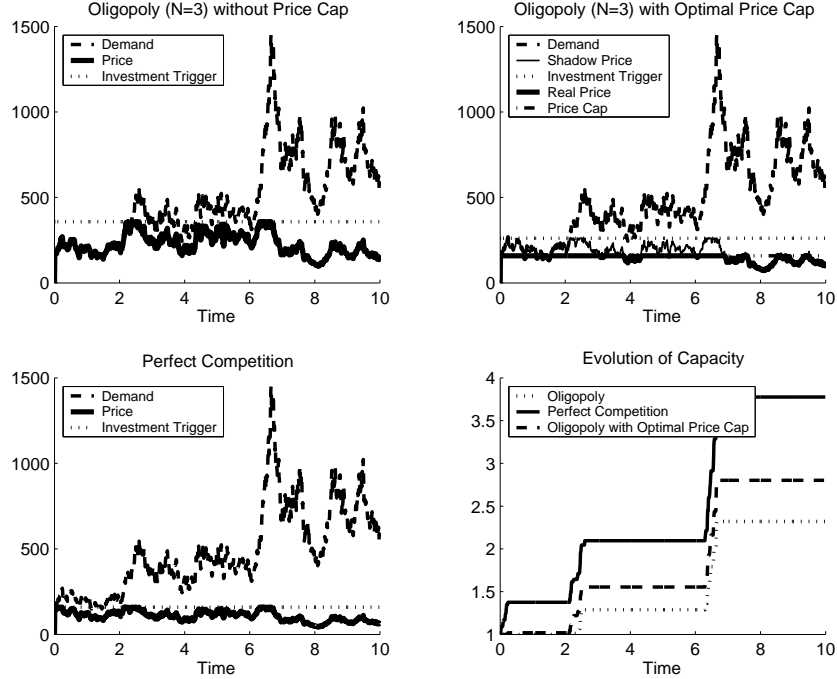 Oligopoly (N=3) without Price Cap
1500
1000
500
0
0 2 4 6 8 10
Time
Demand
Price
Investment Trigger
Oligopoly (N=3) with Optimal Price Cap
1500
1000
500
0
0 2 4 6 8 10
Time
Demand
Shadow Price
Investment Trigger
Real Price
Price Cap
Perfect Competition
1500
1000
500
0
0 2 4 6 8 10
Time
Demand
Price
Investment Trigger
Evolution of Capacity
4
3.5
3
2.5
2
1.5
1
0 2 4 6 8 10
Time
Oligopoly
Perfect Competition
Oligopoly with Optimal Price Cap